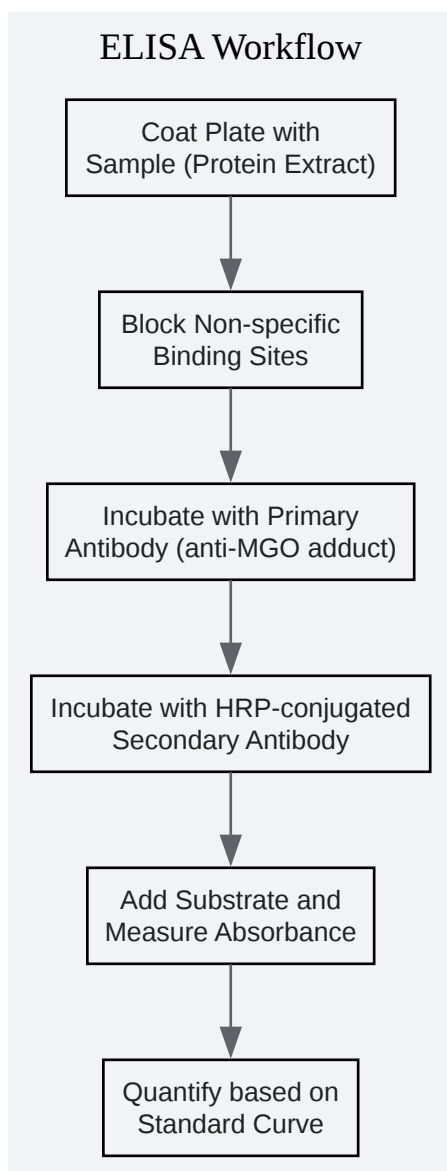 ELISA Workflow
Coat Plate with
Sample (Protein Extract)
Block Non-specific
Binding Sites
Incubate with Primary
Antibody (anti-MGO adduct)
Incubate with HRP-conjugated
Secondary Antibody
Add Substrate and
Measure Absorbance
Quantify based on
Standard Curve